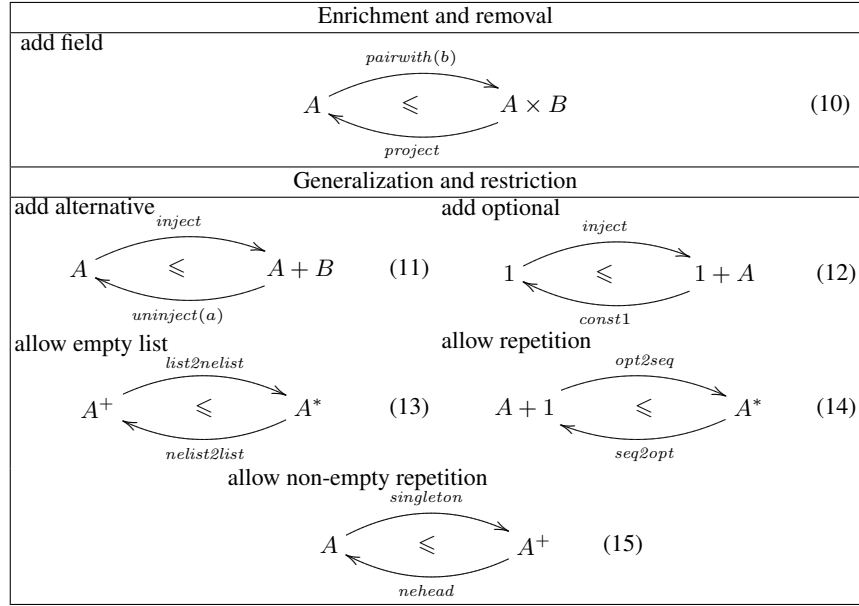 Enrichment and removal
add field
pairwith(b)
A ⩽ A × B (10)
project
Generalization and restriction
add alternative add optional
inject inject
A ⩽ A + B (11) 1 ⩽ 1 + A (12)
uninject(a) const1
allow empty list allow repetition
list2nelist opt2seq
A⁺ ⩽ A* (13) A + 1 ⩽ A* (14)
nelist2list seq2opt
allow non-empty repetition
singleton
A ⩽ A⁺ (15)
nehead